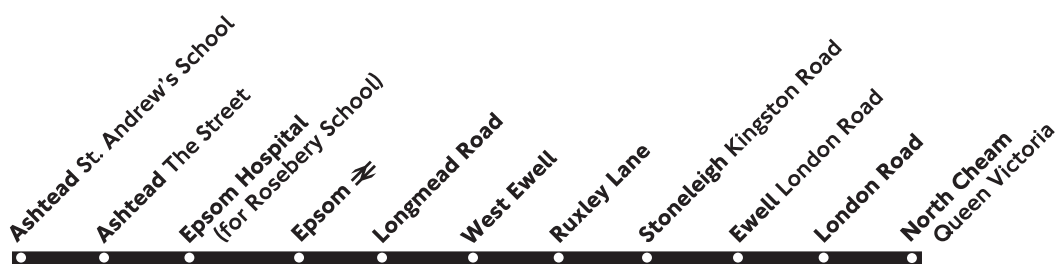 Ashtead St. Andrew's School
Ashtead The Street
Epsom Hospital
(for Rosebery School)
Epsom
Longmead Road
West Ewell
Ruxley Lane
Stoneleigh Kingston Road
Ewell London Road
London Road
North Cheam
Queen Victoria